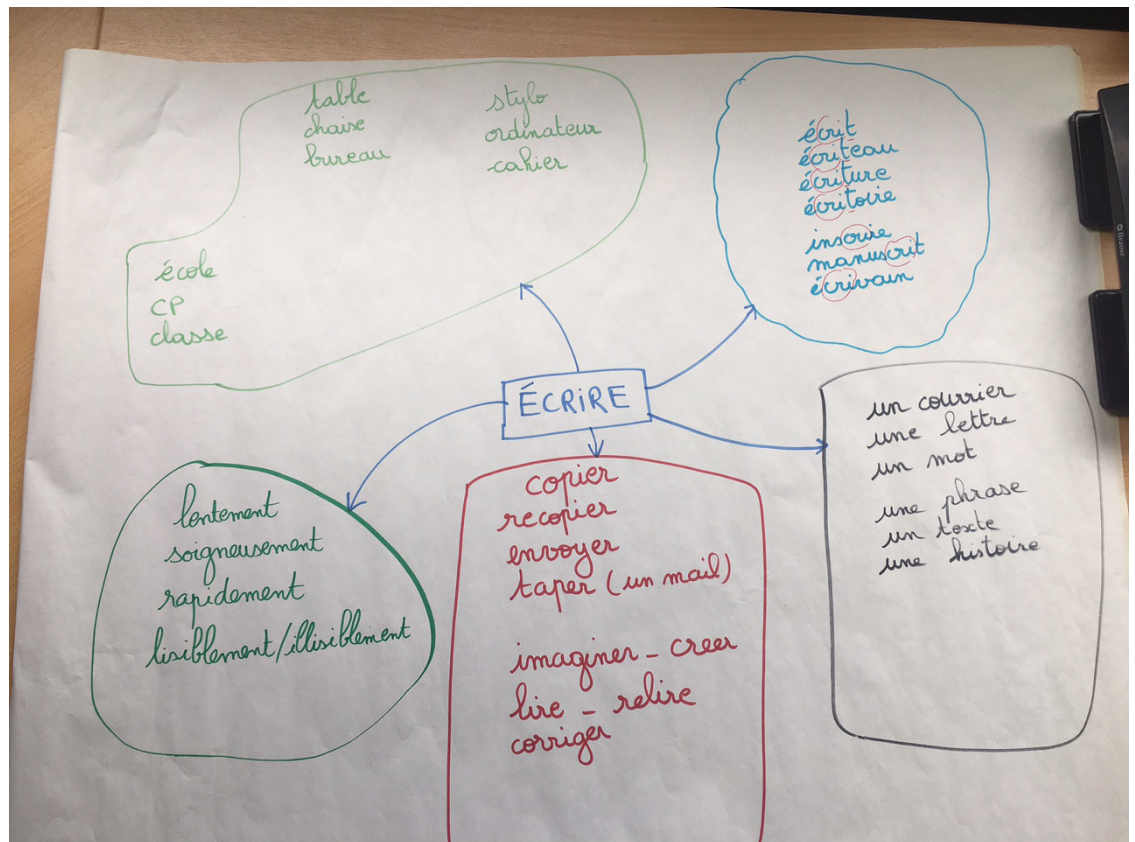 table
chaise
bureau
stylo
ordinateur
cahier
école
CP
classe
écrit
écriteau
écriture
écritoire
inscrire
manuscrit
écrivain
ÉCRIRE
un courrier
une lettre
un mot
une phrase
un texte
une histoire
lentement
soigneusement
rapidement
lisiblement/illisiblement
copier
recopier
envoyer
taper (un mail)
imaginer - creer
lire - relire
corriger